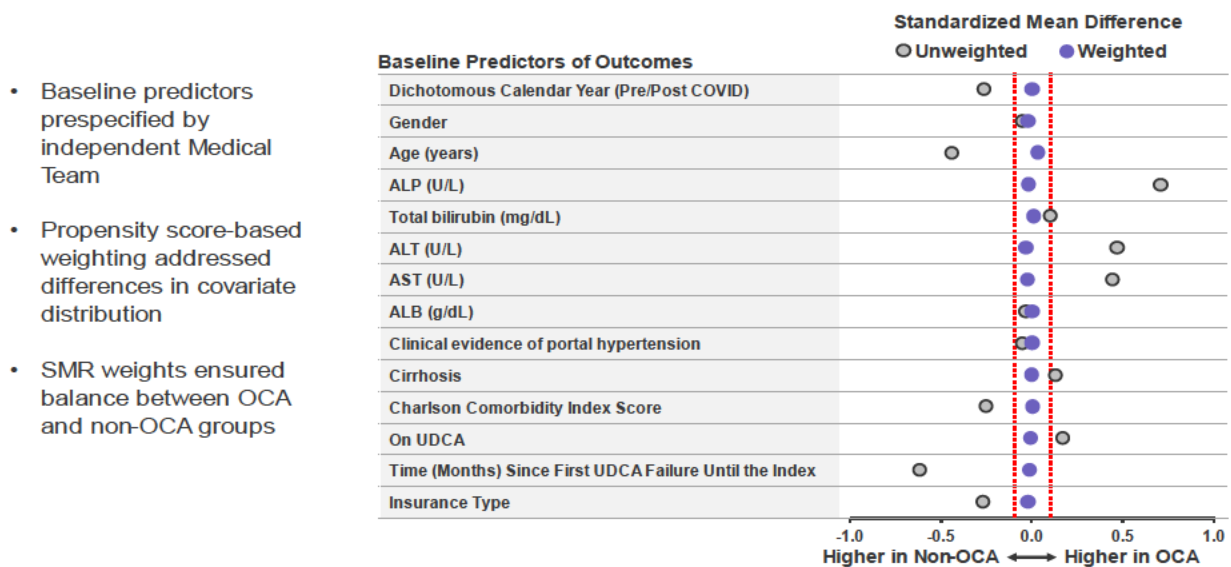 • Baseline predictors
prespecified by
independent Medical
Team
• Propensity score-based
weighting addressed
differences in covariate
distribution
• SMR weights ensured
balance between OCA
and non-OCA groups
Standardized Mean Difference
Unweighted Weighted
Baseline Predictors of Outcomes
Dichotomous Calendar Year (Pre/Post COVID)
Gender
Age (years)
ALP (U/L)
Total bilirubin (mg/dL)
ALT (U/L)
AST (U/L)
ALB (g/dL)
Clinical evidence of portal hypertension
Cirrhosis
Charlson Comorbidity Index Score
On UDCA
Time (Months) Since First UDCA Failure Until the Index
Insurance Type
-1.0 -0.5 0.0 0.5 1.0
Higher in Non-OCA Higher in OCA